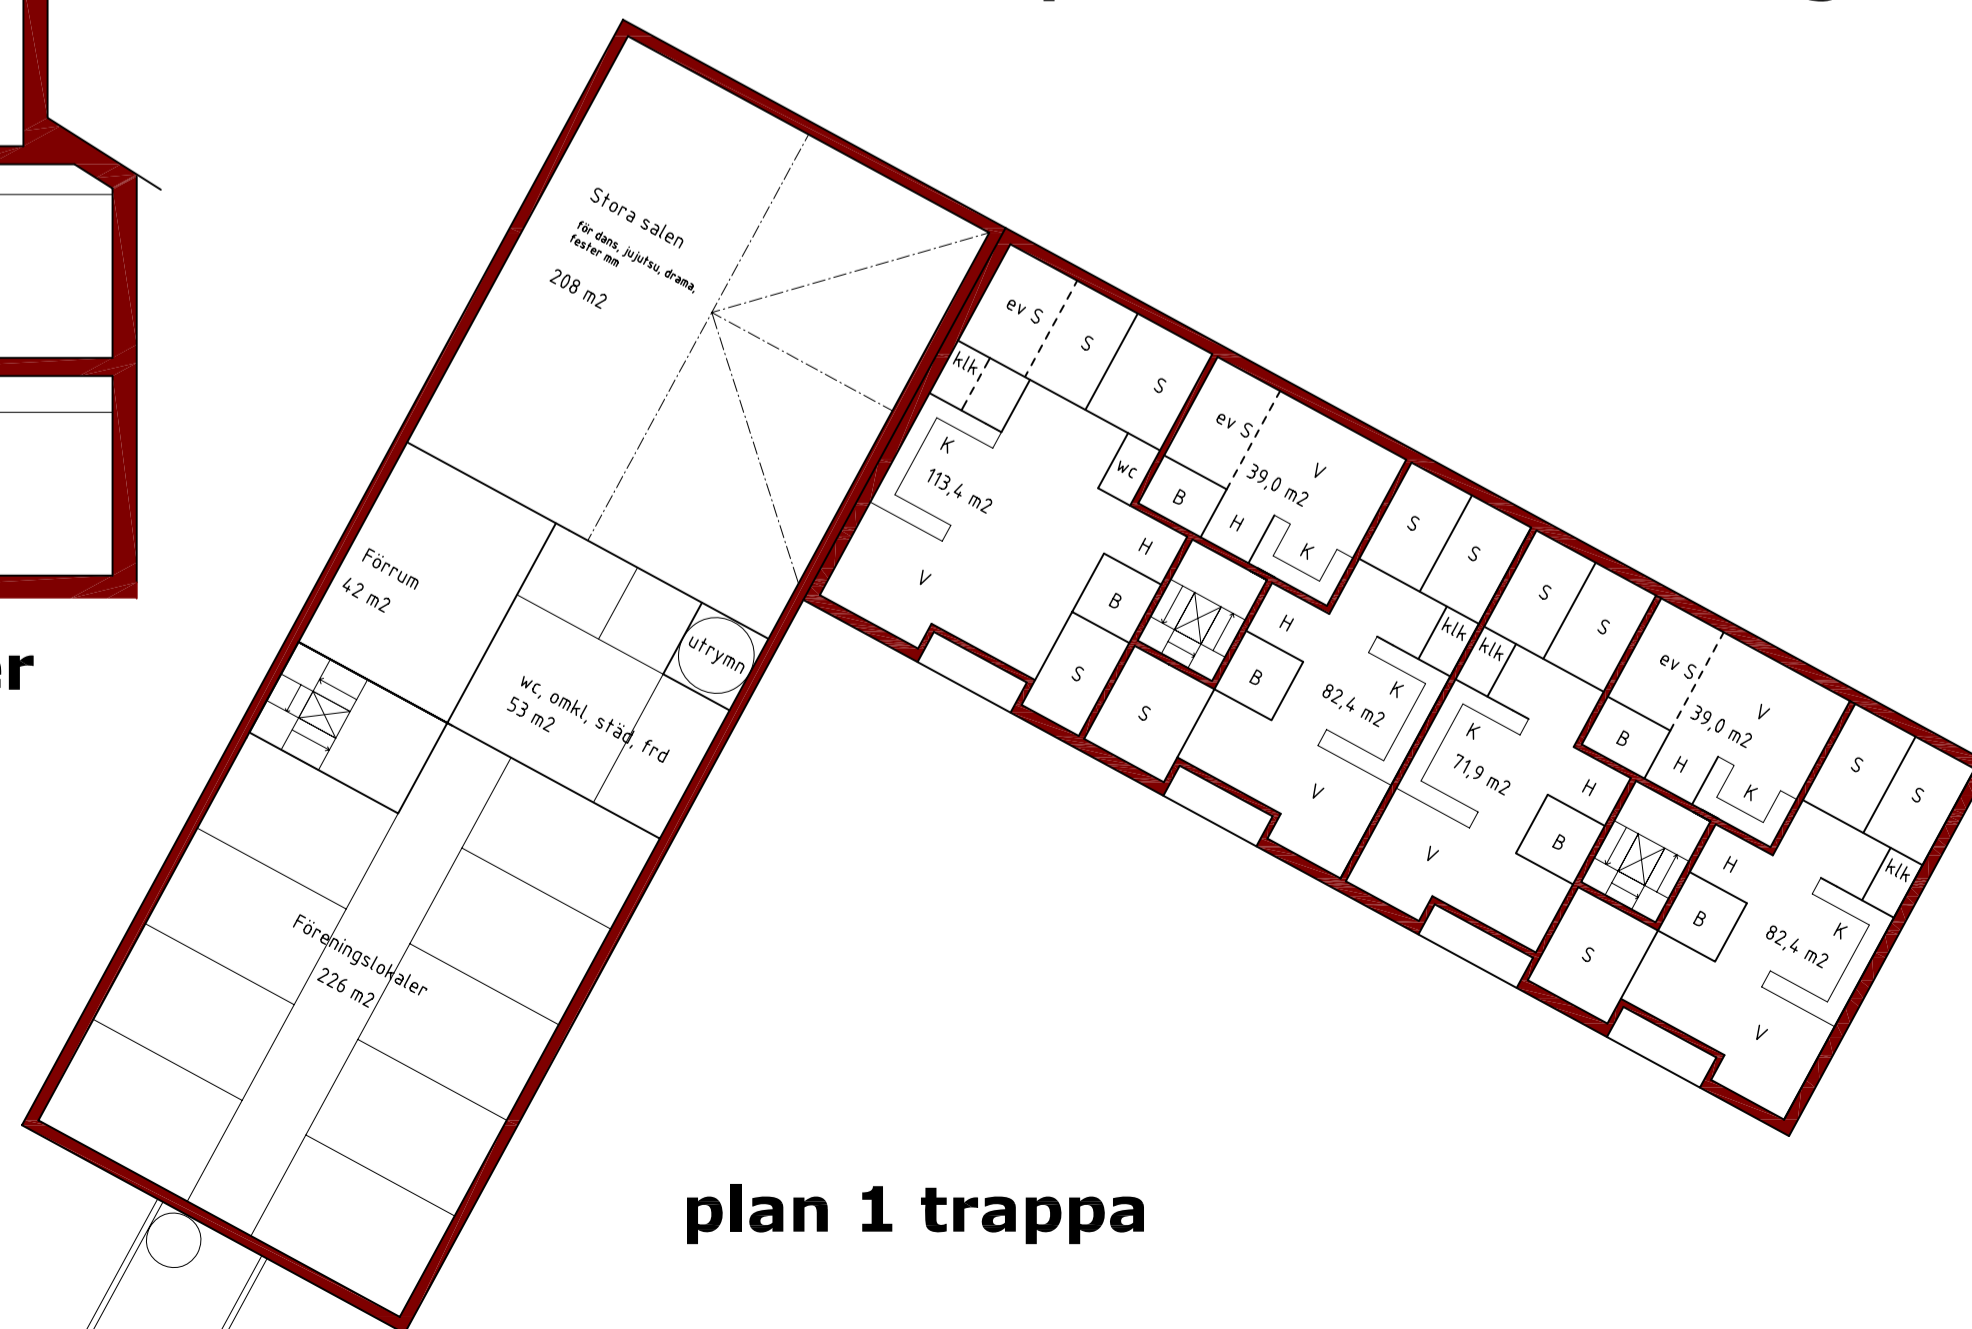 Stora salen
för dans, jujutsu, drama,
fester mm
208 m2
Förrum
42 m2
utrymn
wc, omkl, städ, frd
53 m2
Föreningslokaler
226 m2
ev S
S
S
klk
K
113,4 m2
wc
V
H
B
S
ev S
V
39,0 m2
B
H
K
S
S
klk
H
B
K
82,4 m2
S
V
S
S
klk
K
71,9 m2
H
B
V
ev S
V
39,0 m2
B
H
K
S
S
klk
H
B
K
82,4 m2
S
V
er
plan 1 trappa